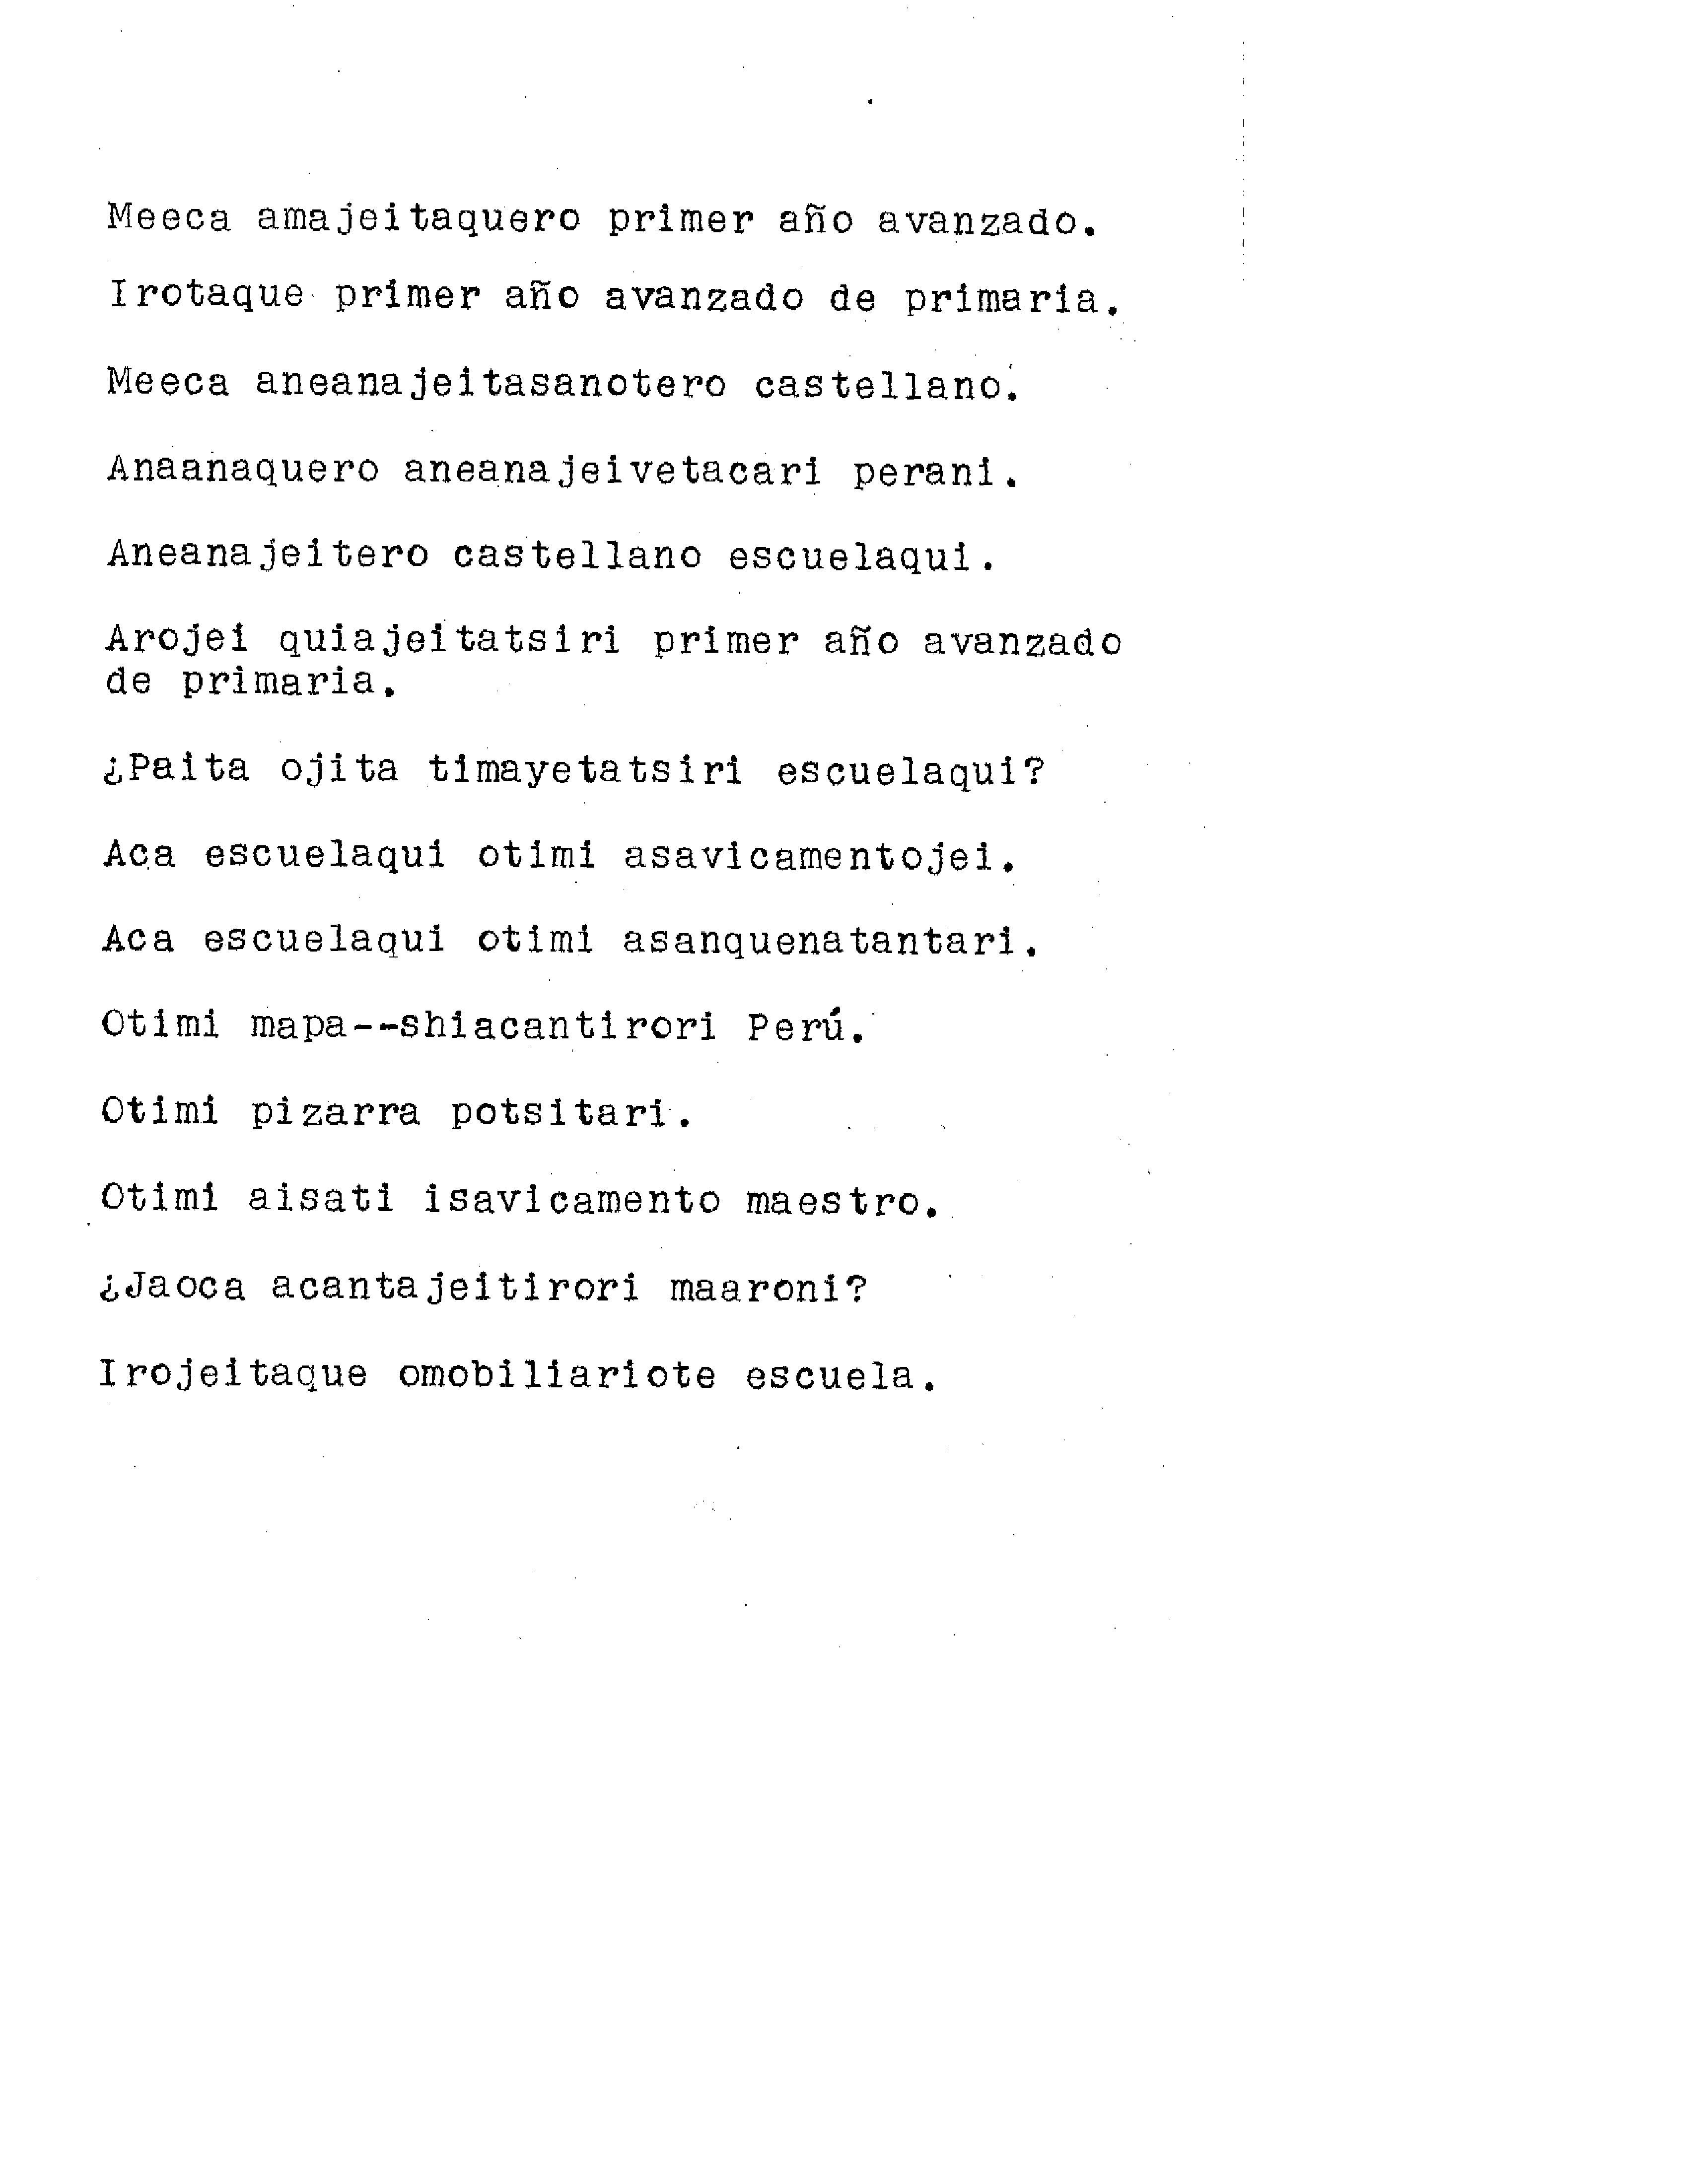 Meeca amajeitaquero primer año avanzado.
Irotaque primer año avanzado de primaria.
Meeca aneanajeitasanotero castellano.
Anaanaquero aneanajeivetacari perani.
Aneanajeitero castellano escuelaqui.
Arojei quiajeitatsiri primer año avanzado
de primaria.
¿Paita ojita timayetatsiri escuelaqui?
Aca escuelaqui otimi asavicamentojei.
Aca escuelaqui otimi asanquenatantari.
Otimi mapa--shiacantirori Perú.
Otimi pizarra potsitari.
Otimi aisati isavicamento maestro.
¿Jaoca acantajeitirori maaroni?
Irojeitaque omobiliariote escuela.